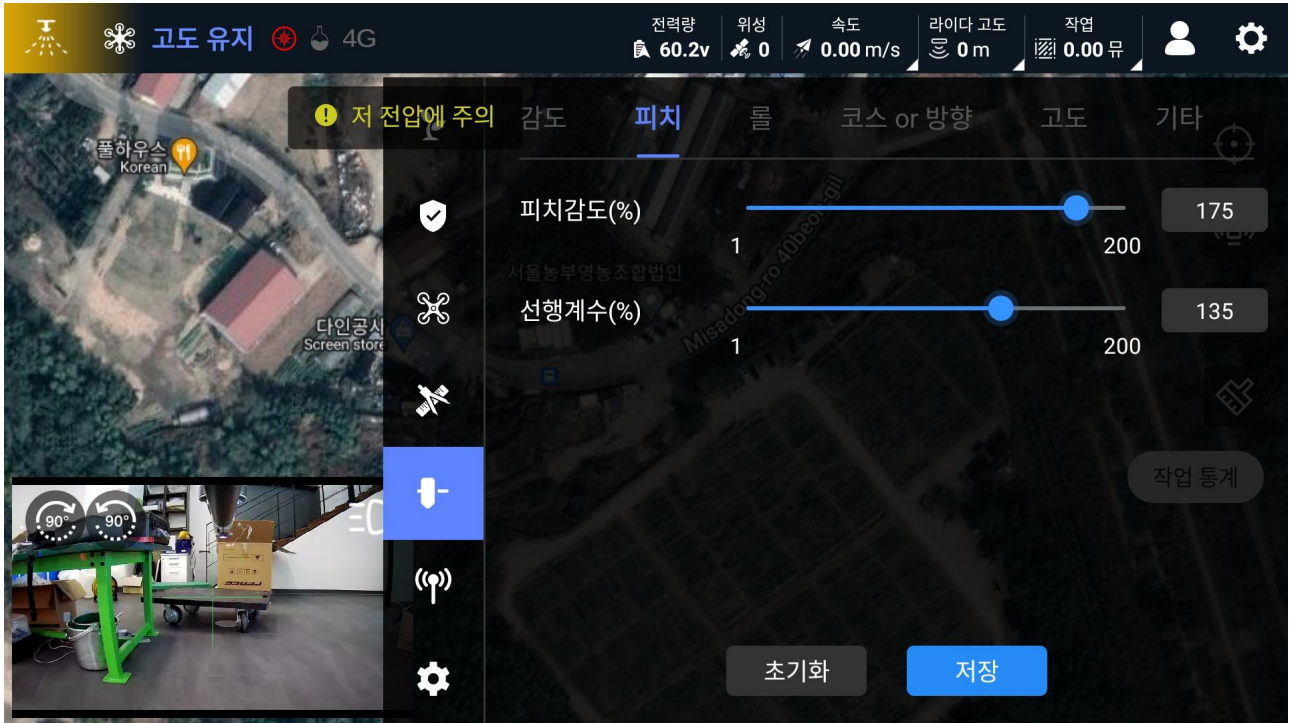 고도 유지
4G
전력량
60.2v
위성
0
속도
0.00 m/s
라이다 고도
0 m
작엽
0.00 무
저 전압에 주의
감도
피치
롤
코스 or 방향
고도
기타
풀하우스
Korean
피치감도(%)
175
1
200
서울농부영농조합법인
Misadong-ro 40beon-gil
선행계수(%)
135
1
200
다인공사
Screen store
작업 통계
90°
90°
초기화
저장